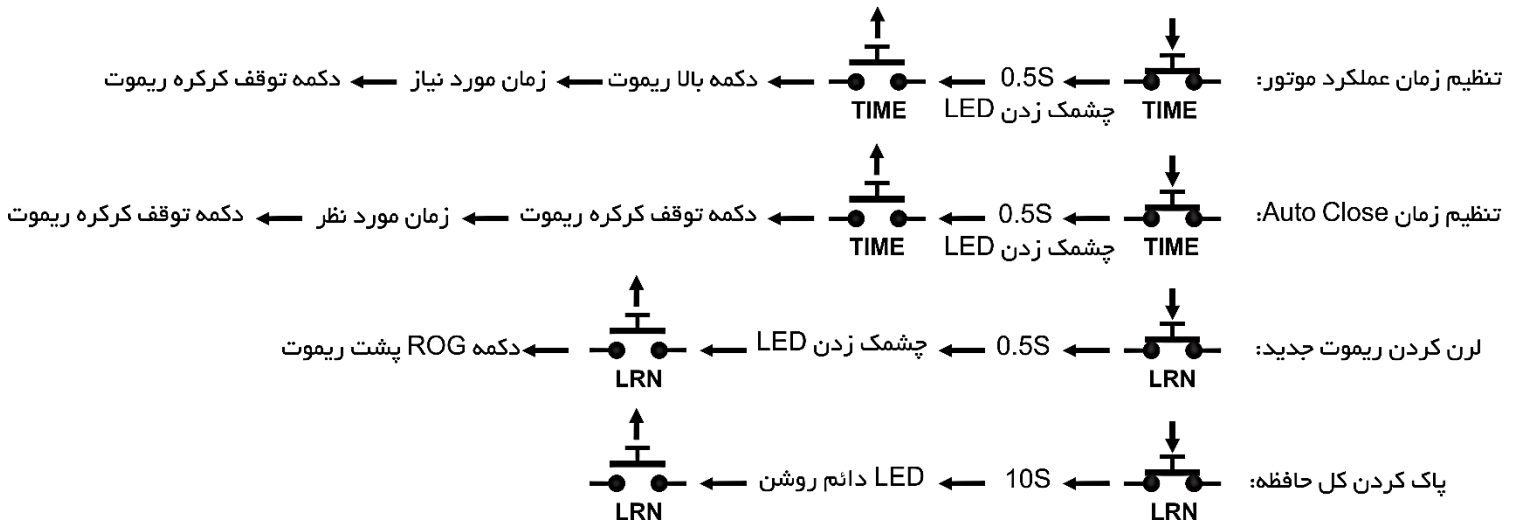 تنظیم زمان عملکرد موتور: 0.5S دکمه بالا ریموت زمان مورد نیاز دکمه توقف کرکره ریموت
TIME چشمک زدن LED TIME
تنظیم زمان Auto Close: 0.5S دکمه توقف کرکره ریموت زمان مورد نظر دکمه توقف کرکره ریموت
TIME چشمک زدن LED TIME
لرن کردن ریموت جدید: 0.5S چشمک زدن LED دکمه ROG پشت ریموت
LRN LRN
پاک کردن کل حافظه: 10S LED دائم روشن
LRN LRN